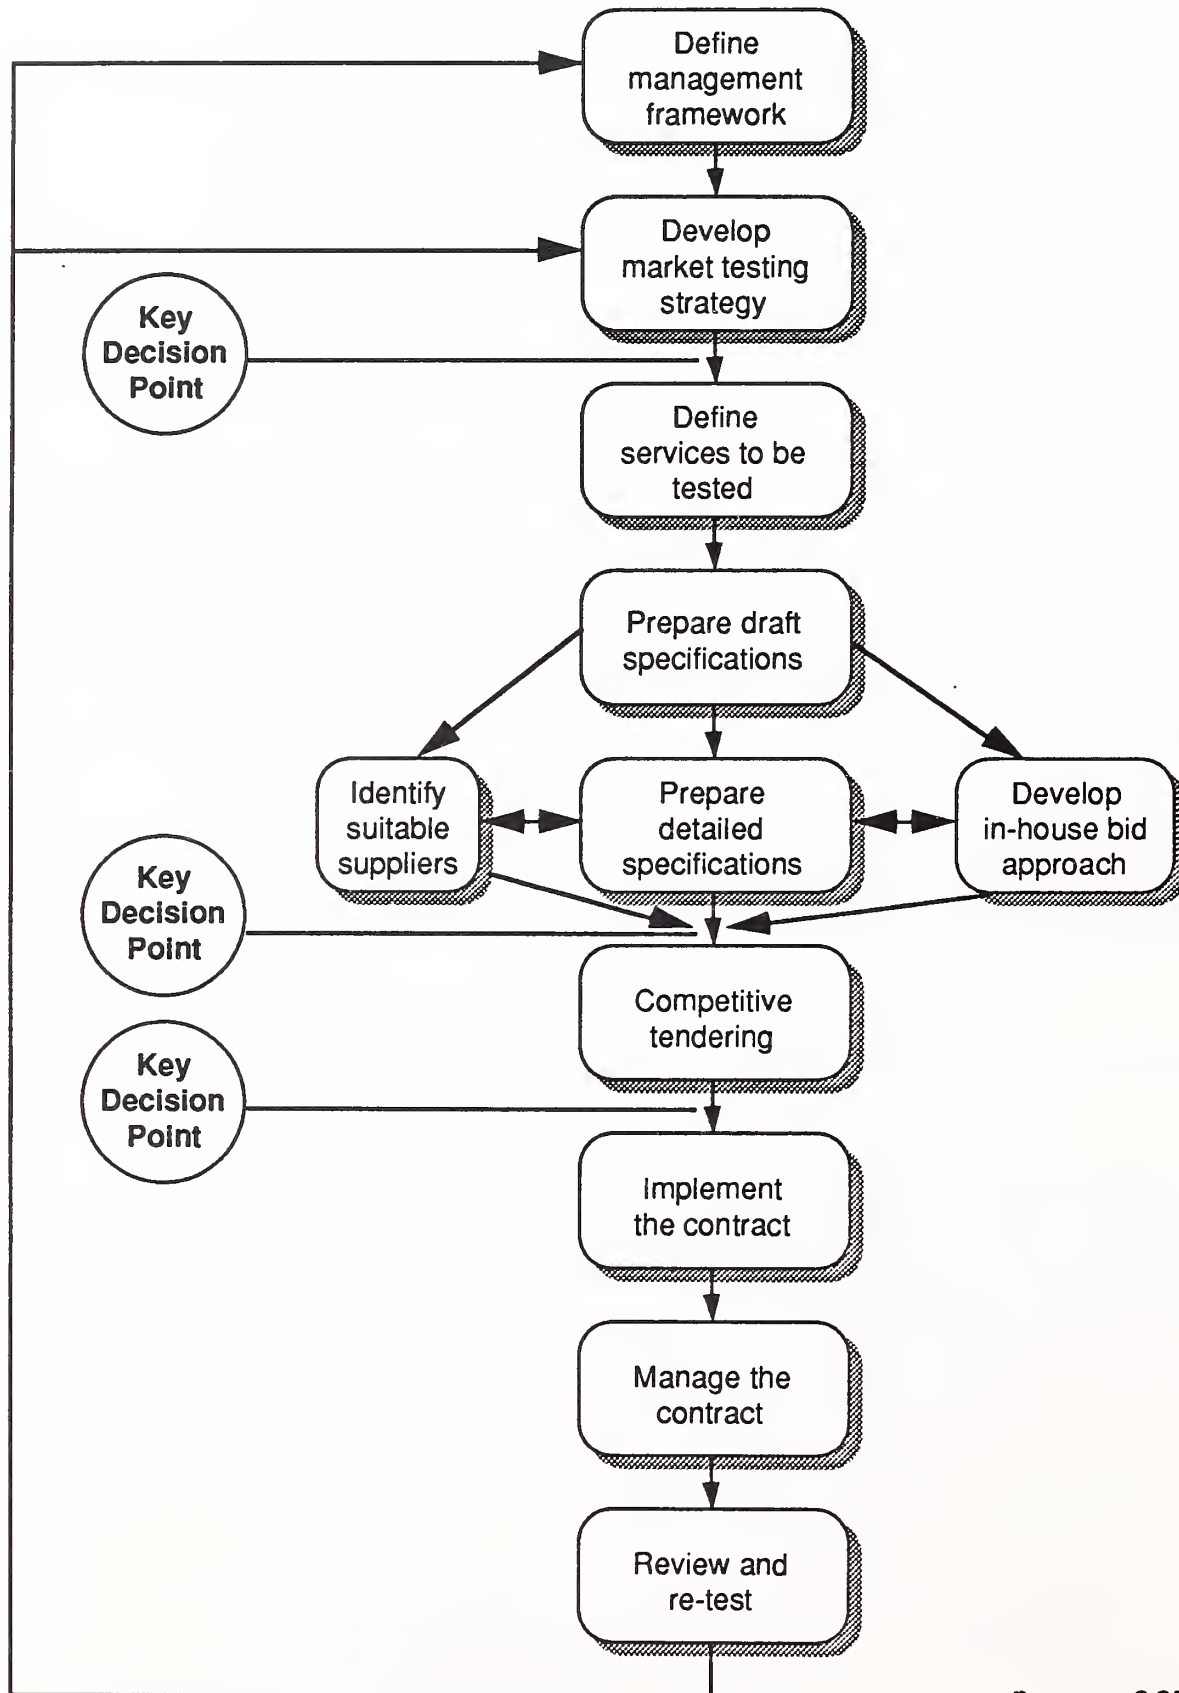 Define
management
framework
Develop
market testing
strategy
Key
Decision
Point
Define
services to be
tested
Prepare draft
specifications
Identify
suitable
suppliers
Prepare
detailed
specifications
Develop
in-house bid
approach
Key
Decision
Point
Competitive
tendering
Key
Decision
Point
Implement
the contract
Manage the
contract
Review and
re-test